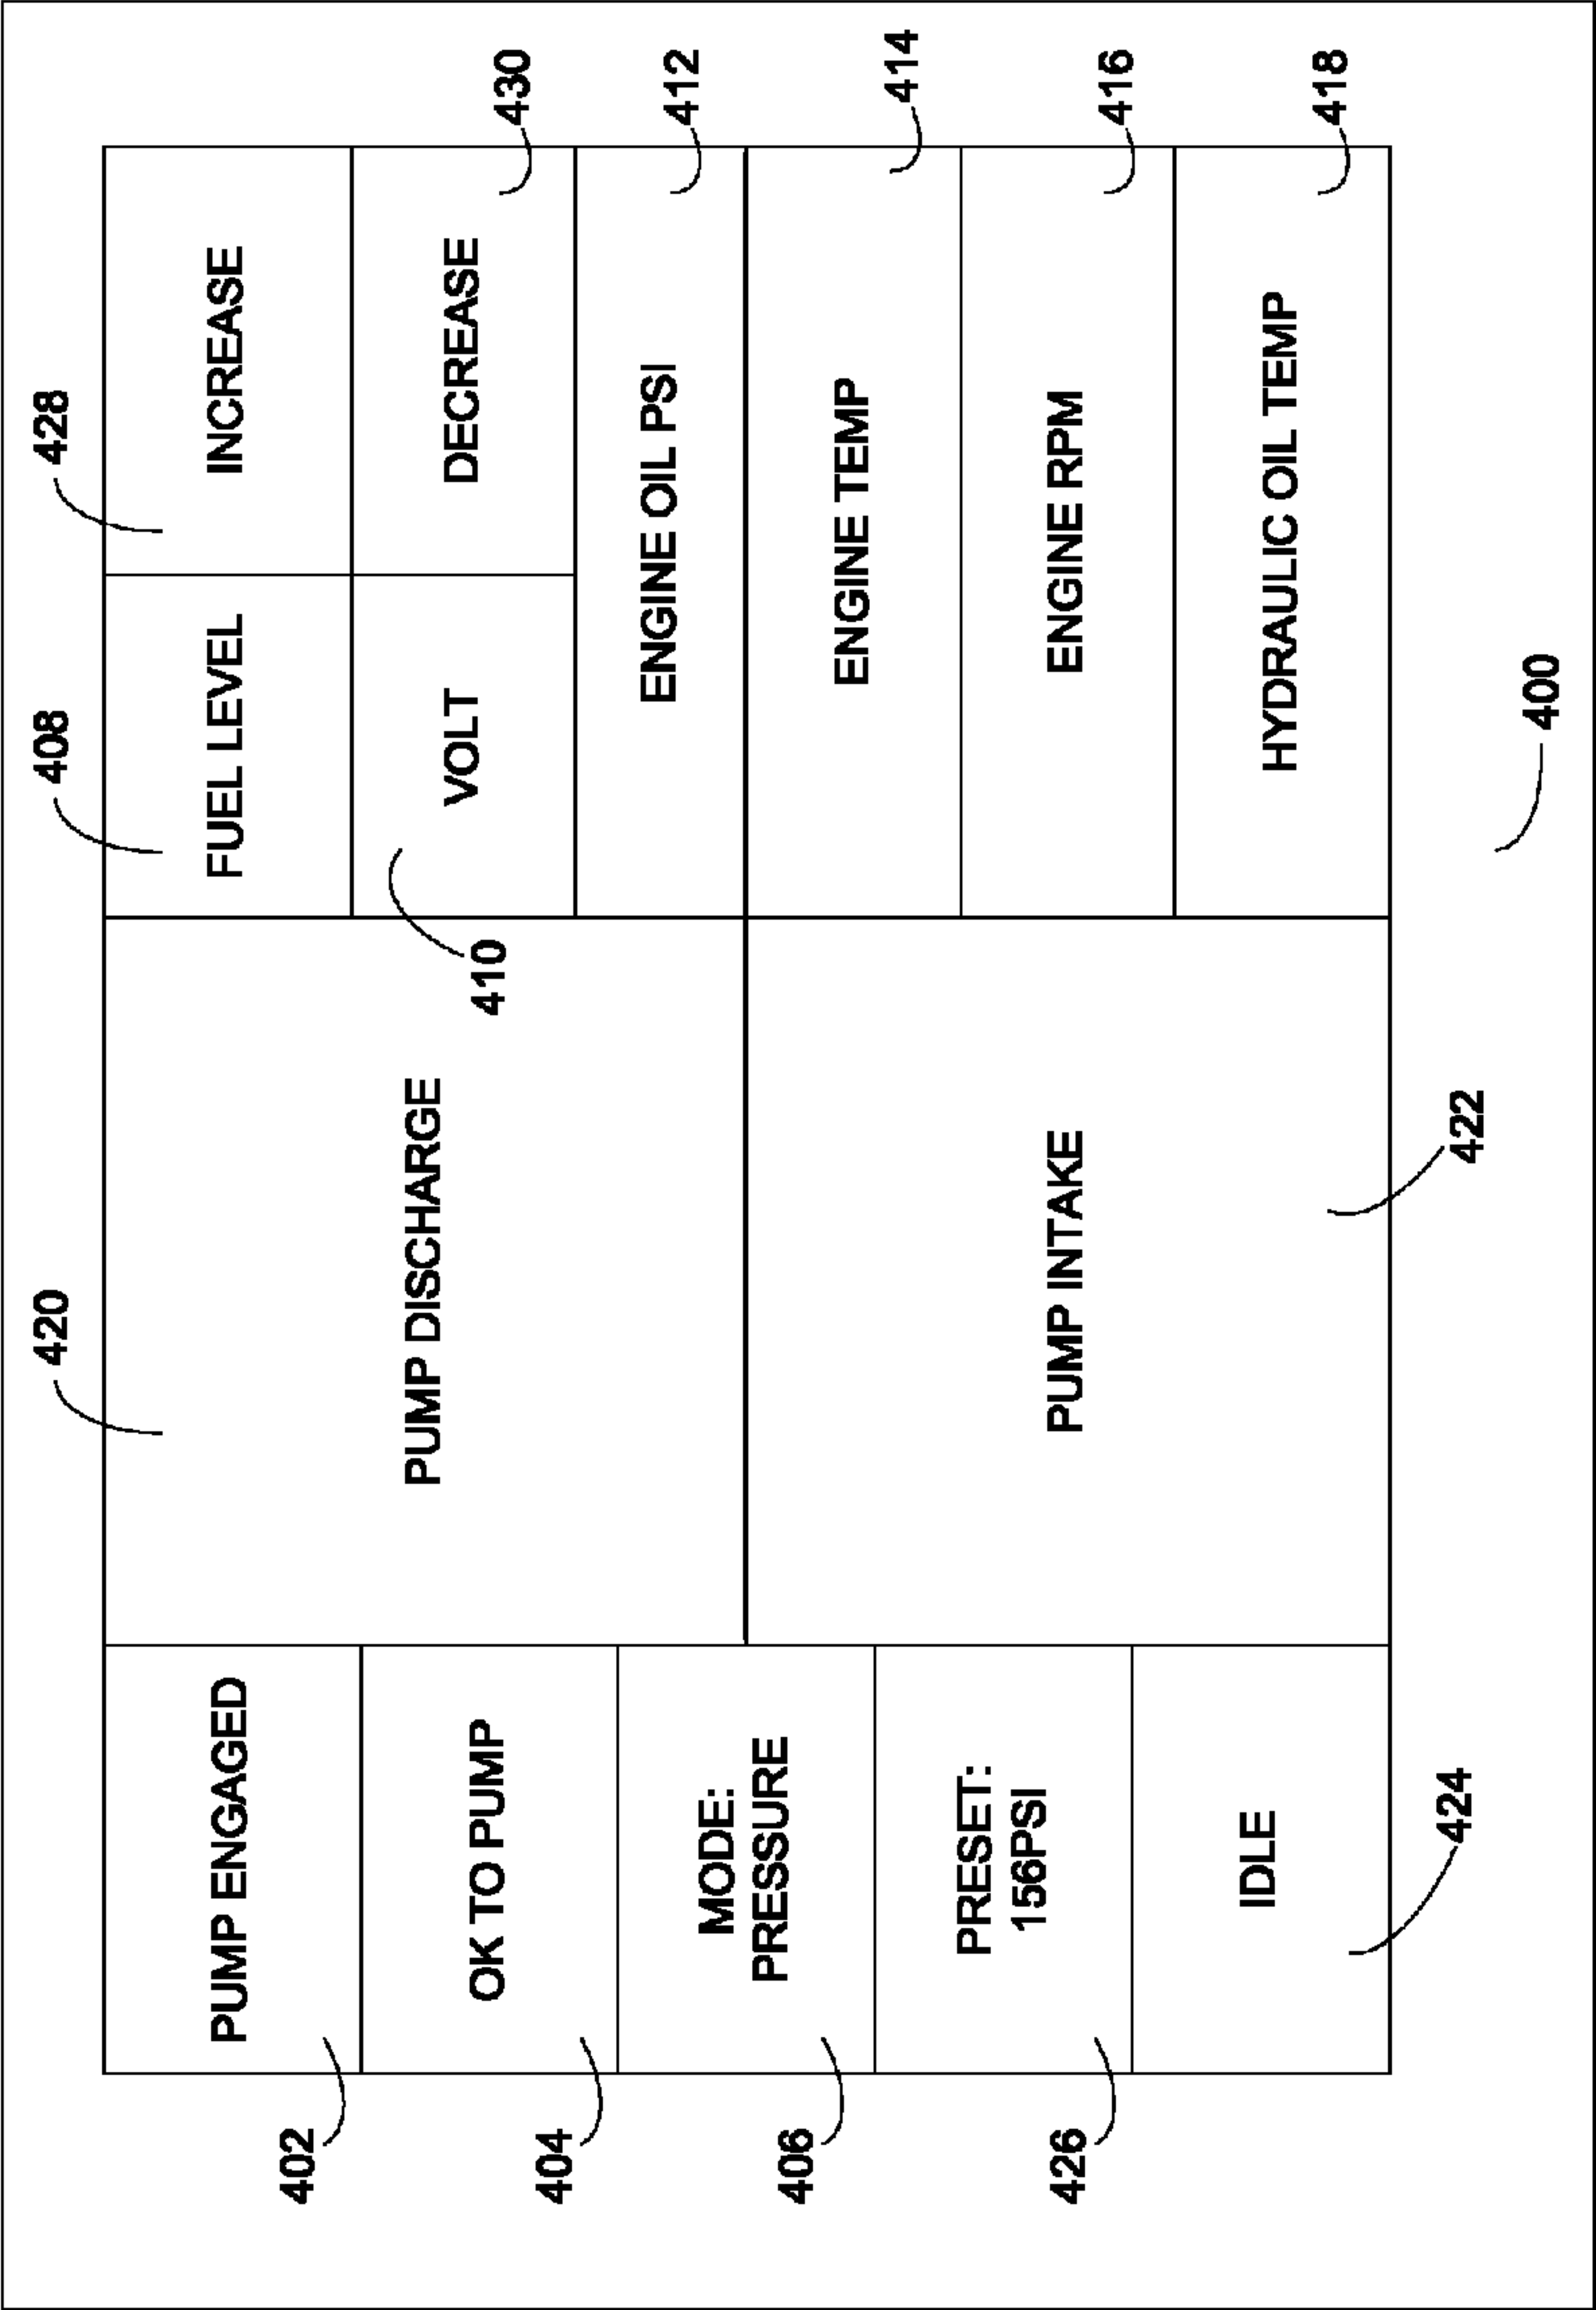 420
408
428
PUMP ENGAGED
OK TO PUMP
MODE:
PRESSURE
PRESET:
156PSI
IDLE
402
404
406
426
424
PUMP DISCHARGE
PUMP INTAKE
410
422
FUEL LEVEL
INCREASE
VOLT
DECREASE
ENGINE OIL PSI
ENGINE TEMP
ENGINE RPM
HYDRAULIC OIL TEMP
430
412
414
416
418
400